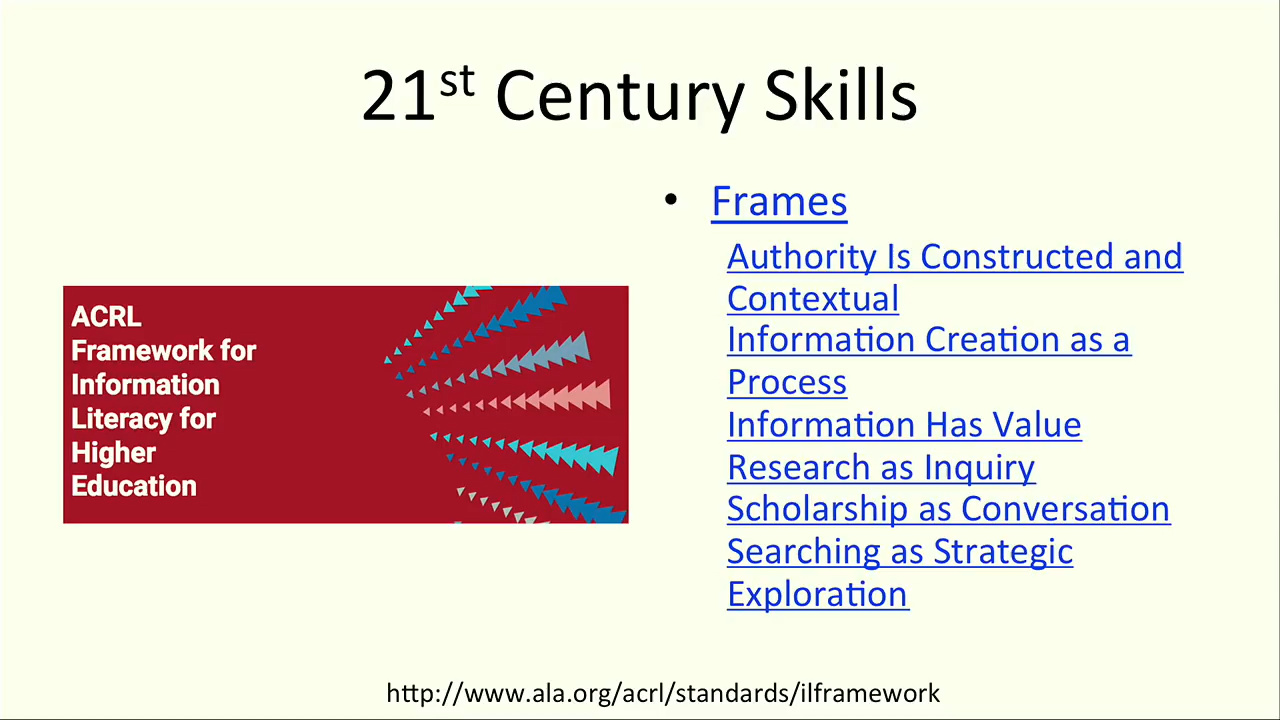 21st Century Skills
ACRL
Framework for
Information
Literacy for
Higher
Education
• Frames
Authority Is Constructed and
Contextual
Information Creation as a
Process
Information Has Value
Research as Inquiry
Scholarship as Conversation
Searching as Strategic
Exploration
http://www.ala.org/acrl/standards/ilframework